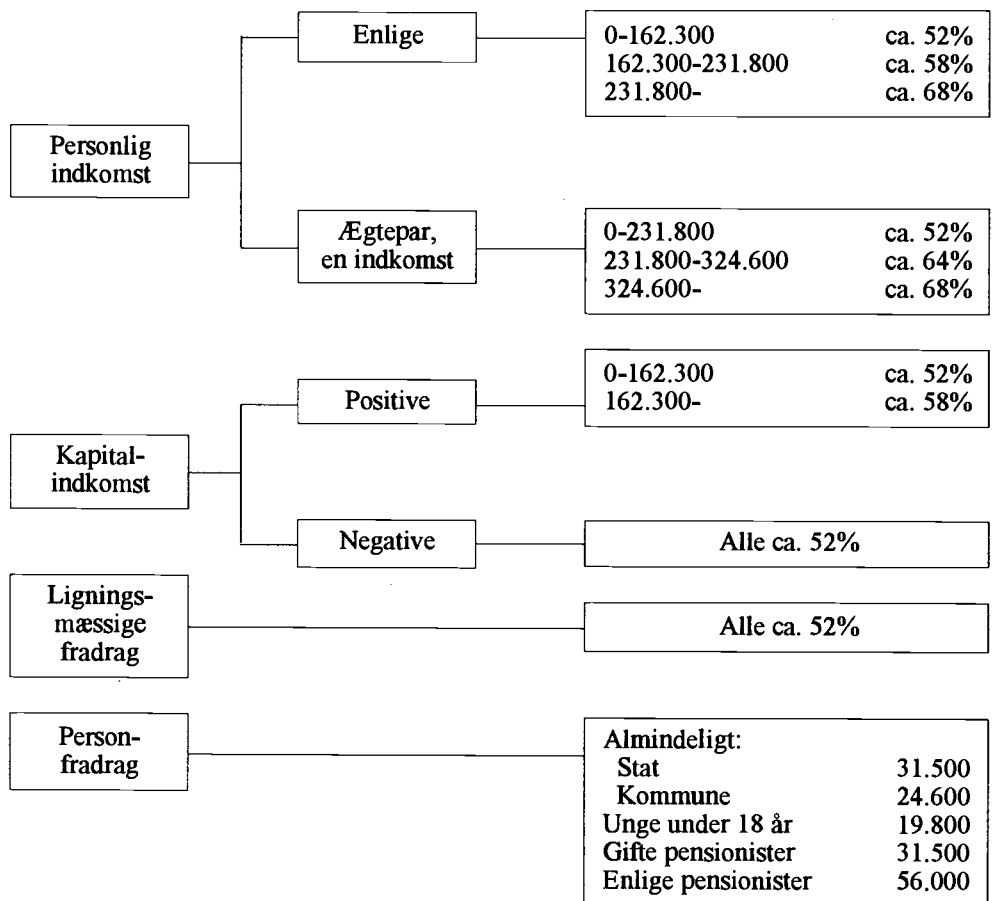 Personlig
indkomst
Enlige
0-162.300 ca. 52%
162.300-231.800 ca. 58%
231.800- ca. 68%
Ægtepar,
en indkomst
0-231.800 ca. 52%
231.800-324.600 ca. 64%
324.600- ca. 68%
Kapital-
indkomst
Positive
0-162.300 ca. 52%
162.300- ca. 58%
Negative
Alle ca. 52%
Lignings-
mæssige
fradrag
Alle ca. 52%
Person-
fradrag
Almindeligt:
Stat 31.500
Kommune 24.600
Unge under 18 år 19.800
Gifte pensionister 31.500
Enlige pensionister 56.000